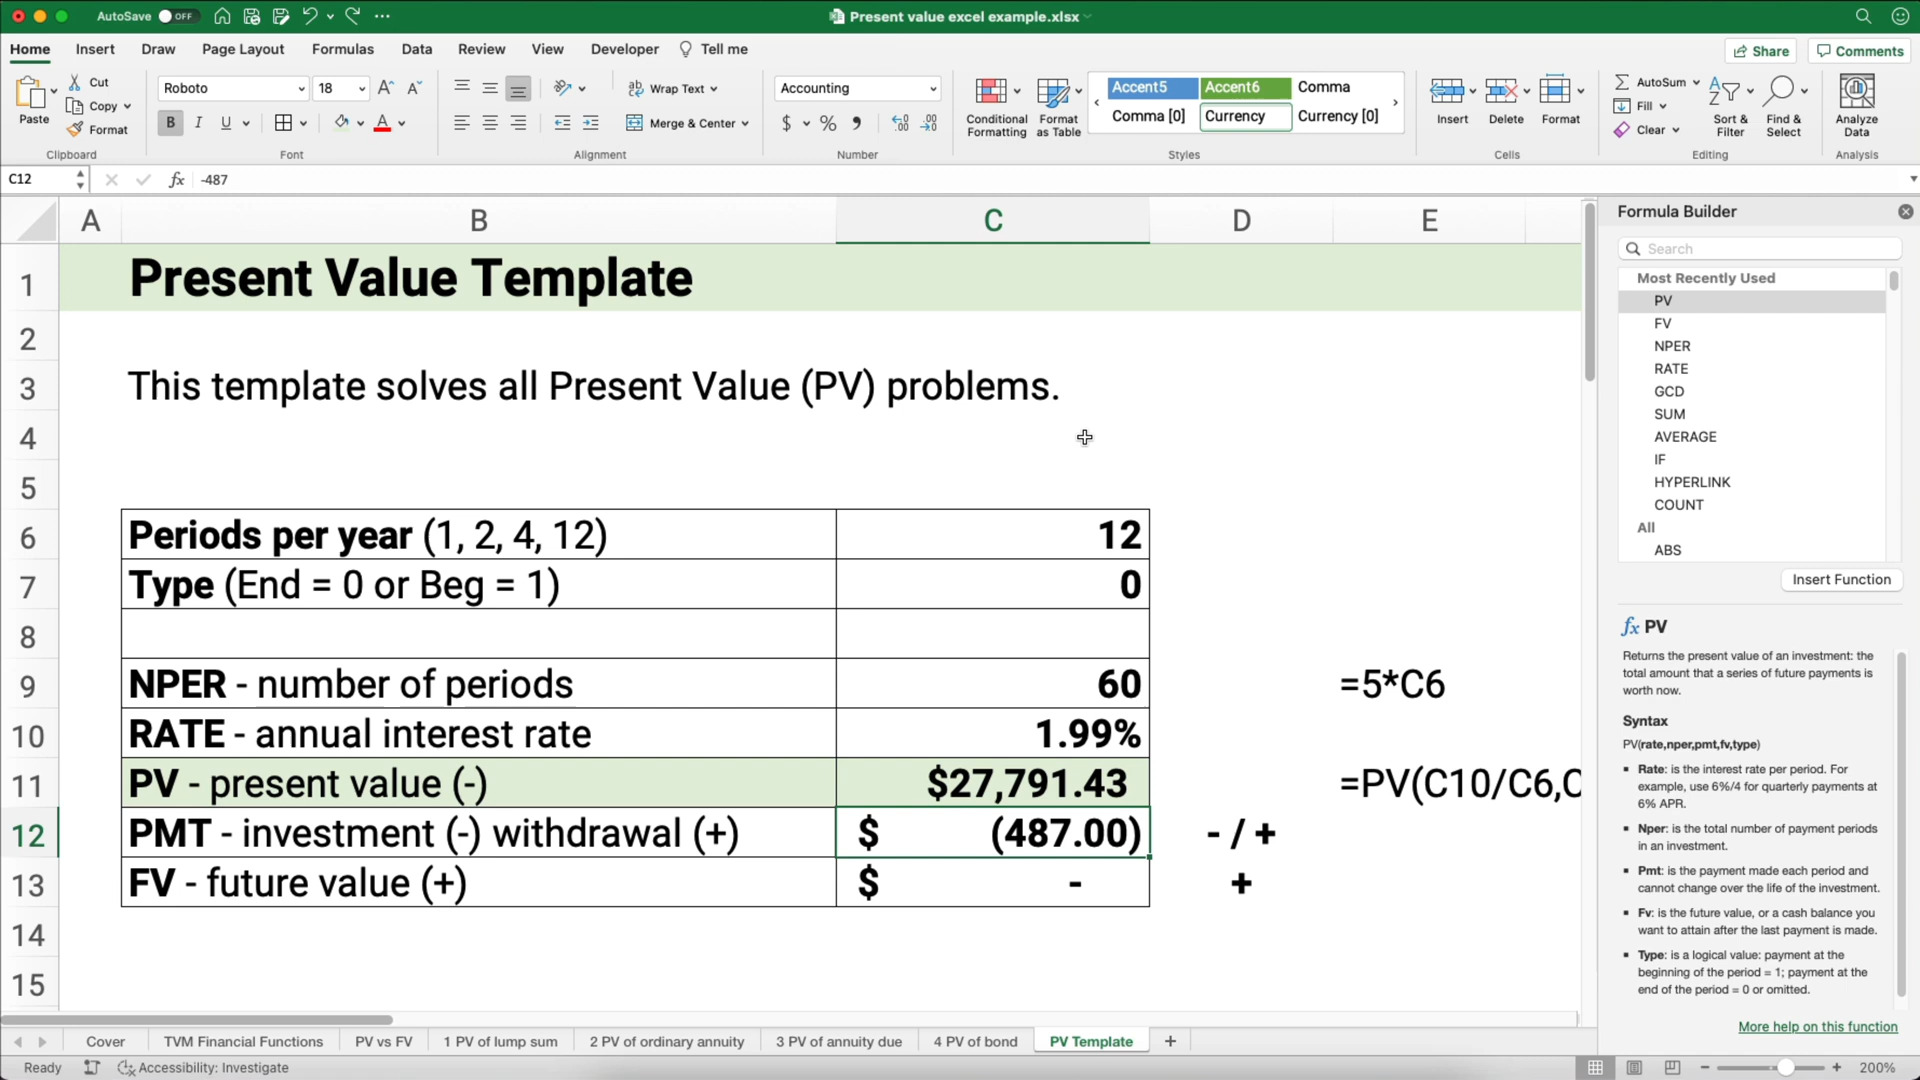 AutoSave OFF
Present value excel example.xlsx
Home Insert Draw Page Layout Formulas Data Review View Developer Tell me
Share Comments
Paste
Cut
Copy
Format
Clipboard
Roboto 18
B I U A
Font
Wrap Text
Merge & Center
Alignment
Accounting
$ % ,
Number
Conditional Formatting
Format as Table
Accent5 Accent6 Comma
Comma [0] Currency Currency [0]
Styles
Insert Delete Format
Cells
AutoSum
Fill
Clear
Sort & Filter
Find & Select
Editing
Analyze Data
Analysis
C12 fx -487
A B C D E
1 Present Value Template
2
3 This template solves all Present Value (PV) problems.
4
5
6 Periods per year (1, 2, 4, 12) 12
7 Type (End = 0 or Beg = 1) 0
8
9 NPER - number of periods 60 =5*C6
10 RATE - annual interest rate 1.99%
11 PV - present value (-) $27,791.43 =PV(C10/C6,C
12 PMT - investment (-) withdrawal (+) $ (487.00) - / +
13 FV - future value (+) $ - +
14
15
Formula Builder
Search
Most Recently Used
PV
FV
NPER
RATE
GCD
SUM
AVERAGE
IF
HYPERLINK
COUNT
All
ABS
Insert Function
fx PV
Returns the present value of an investment: the
total amount that a series of future payments is
worth now.
Syntax
PV(rate,nper,pmt,fv,type)
Rate: is the interest rate per period. For
example, use 6%/4 for quarterly payments at
6% APR.
Nper: is the total number of payment periods
in an investment.
Pmt: is the payment made each period and
cannot change over the life of the investment.
Fv: is the future value, or a cash balance you
want to attain after the last payment is made.
Type: is a logical value: payment at the
beginning of the period = 1; payment at the
end of the period = 0 or omitted.
More help on this function
Cover TVM Financial Functions PV vs FV 1 PV of lump sum 2 PV of ordinary annuity 3 PV of annuity due 4 PV of bond PV Template +
Ready Accessibility: Investigate
200%